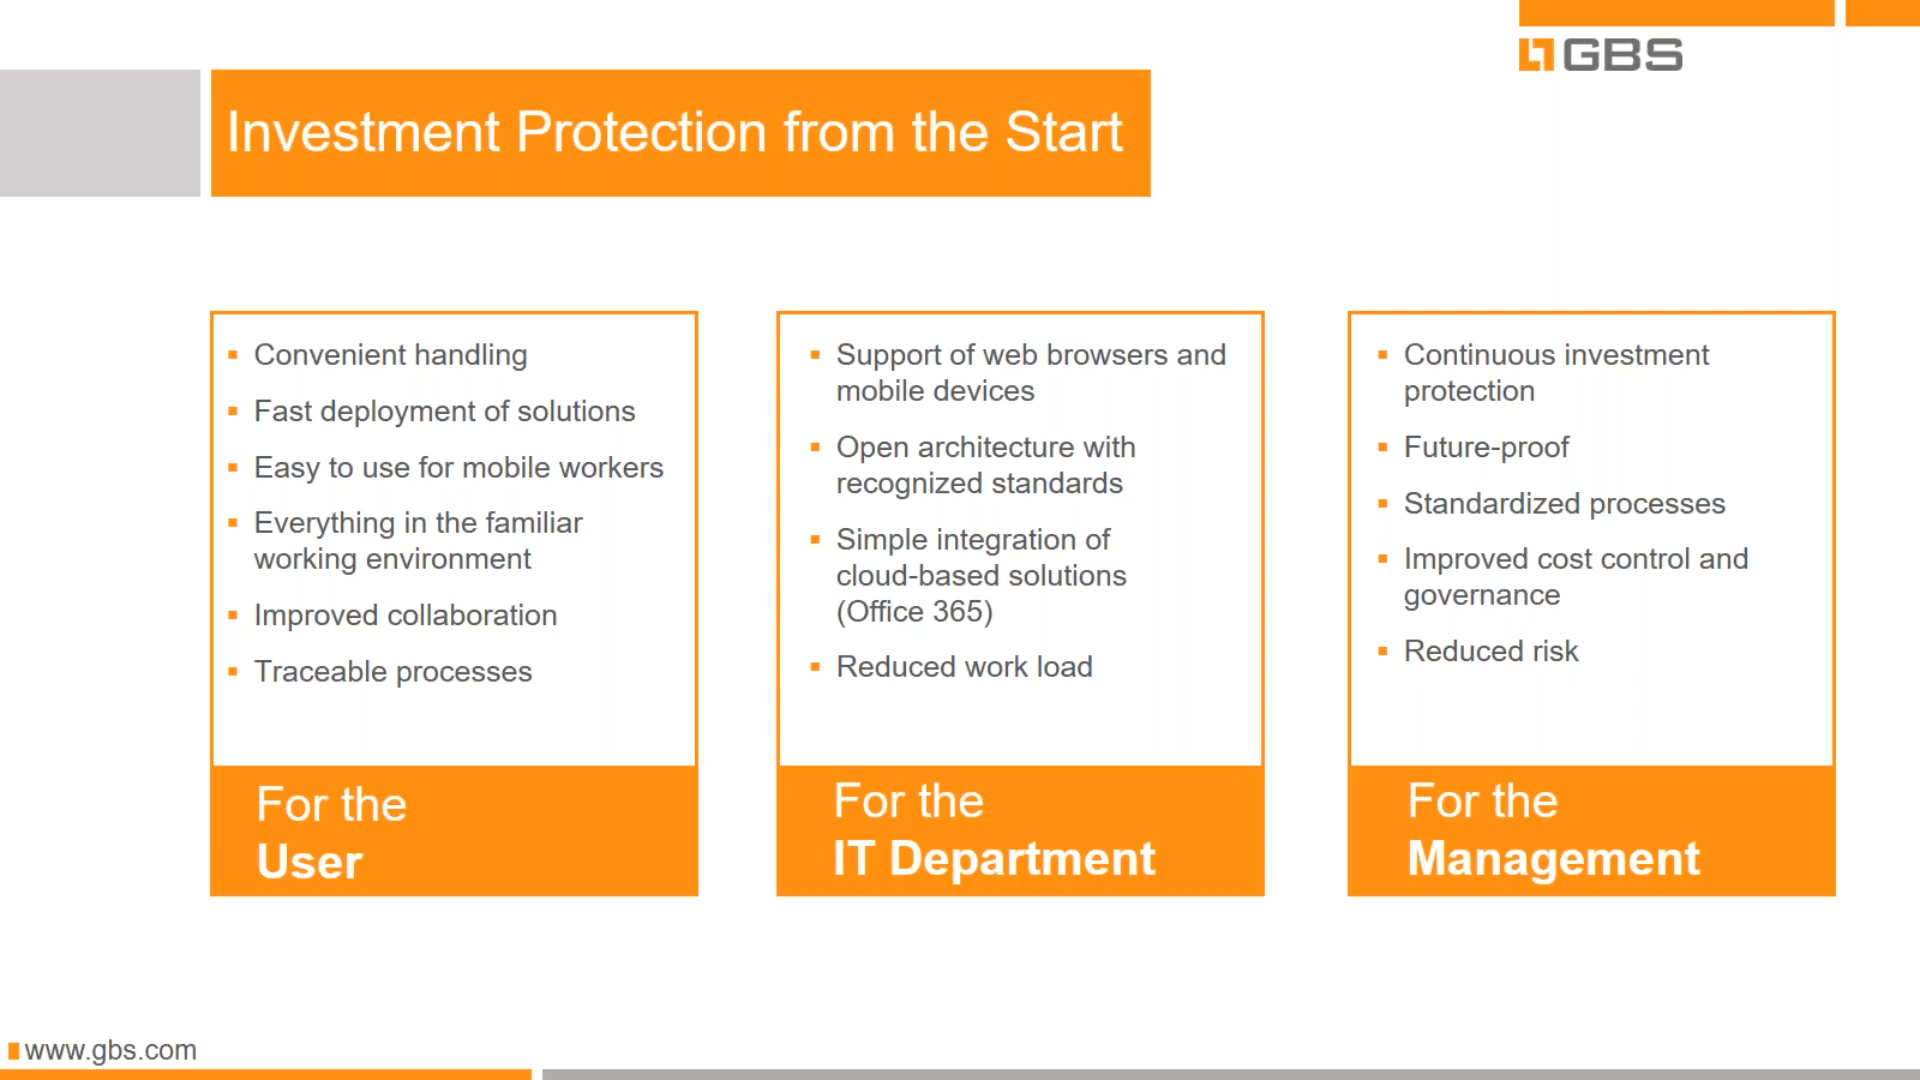 GBS
Investment Protection from the Start
▪ Convenient handling
▪ Fast deployment of solutions
▪ Easy to use for mobile workers
▪ Everything in the familiar
working environment
▪ Improved collaboration
▪ Traceable processes
For the
User
▪ Support of web browsers and
mobile devices
▪ Open architecture with
recognized standards
▪ Simple integration of
cloud-based solutions
(Office 365)
▪ Reduced work load
For the
IT Department
▪ Continuous investment
protection
▪ Future-proof
▪ Standardized processes
▪ Improved cost control and
governance
▪ Reduced risk
For the
Management
www.gbs.com